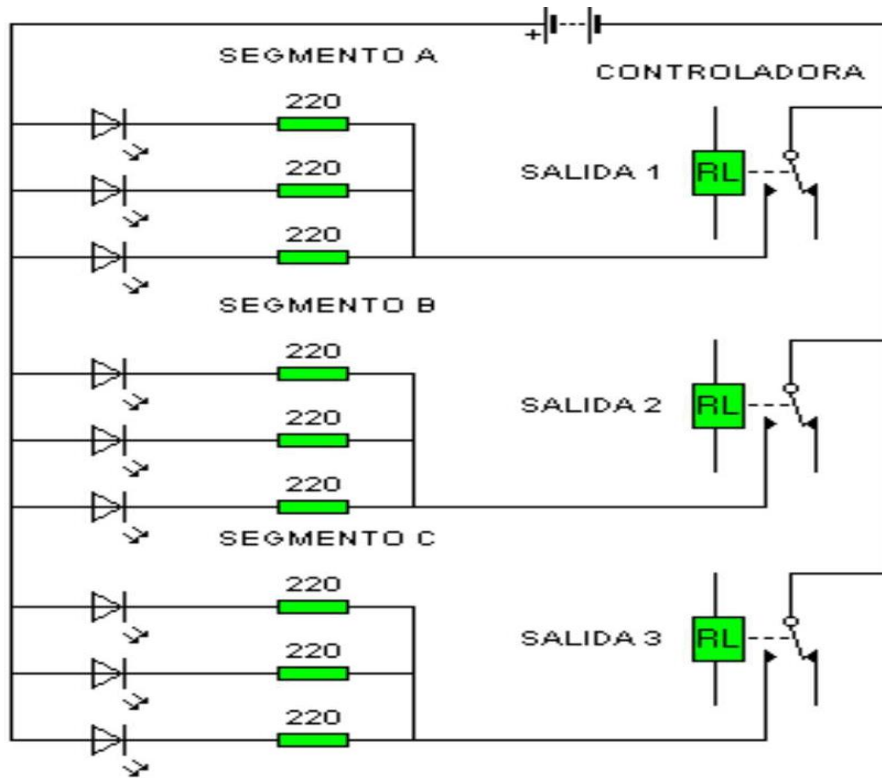 +
SEGMENTO A
CONTROLADORA
220
220
SALIDA 1
RL
220
SEGMENTO B
220
220
SALIDA 2
RL
220
SEGMENTO C
220
220
SALIDA 3
RL
220